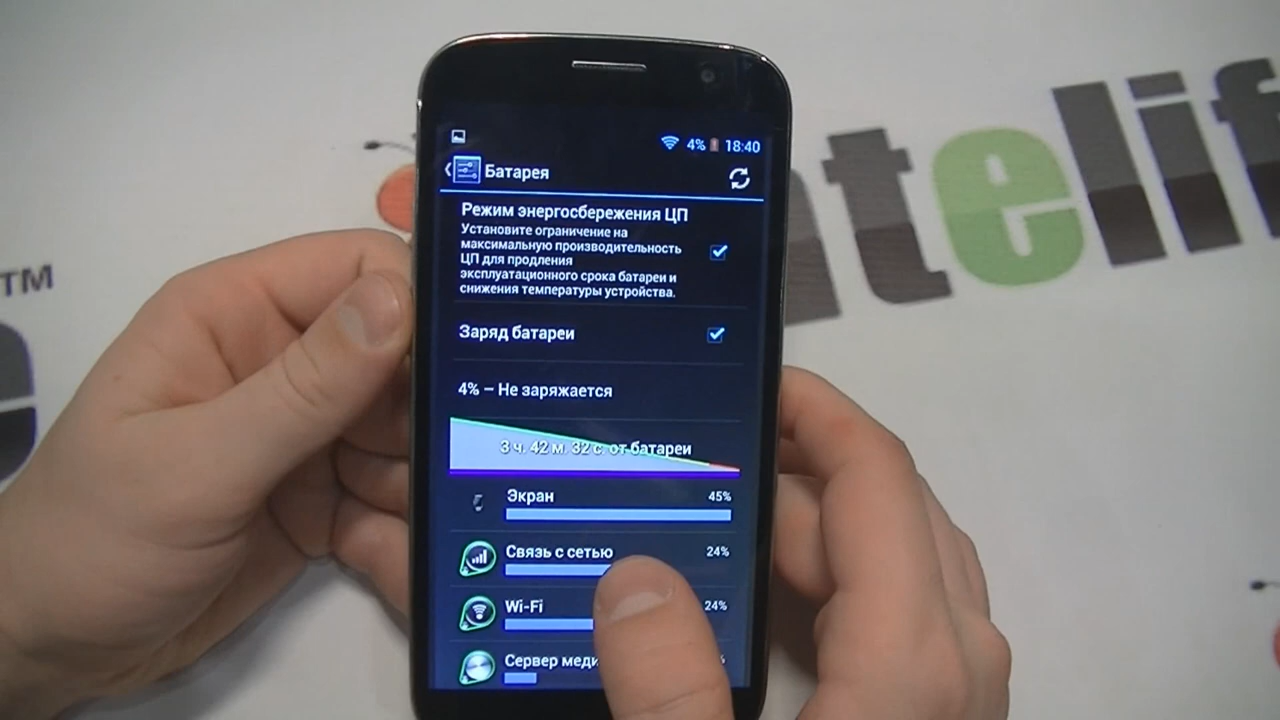 4% 18:40
Батарея
Режим энергосбережения ЦП
Установите ограничение на
максимальную производительность
ЦП для продления
эксплуатационного срока батареи и
снижения температуры устройства.
Заряд батареи
4% – Не заряжается
3 ч. 42 м. 32 с. от батареи
Экран 45%
Связь с сетью 24%
Wi-Fi 24%
Сервер
TM